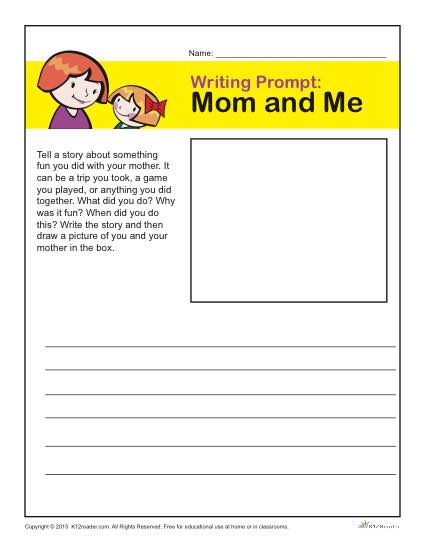 Name:
Writing Prompt:
Mom and Me
Tell a story about something
fun you did with your mother. It
can be a trip you took, a game
you played, or anything you did
together. What did you do? Why
was it fun? When did you do
this? Write the story and then
draw a picture of you and your
mother in the box.
Copyright © 2015 K12reader.com. All Rights Reserved. Free for educational use at home or in classrooms.
K12Reader